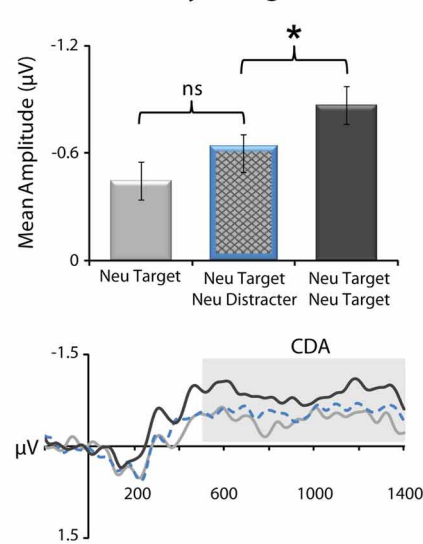 -1.2
*
ns
Mean Amplitude (µV)
-0.6
0
Neu Target
Neu Target
Neu Distracter
Neu Target
Neu Target
CDA
-1.5
µV
200
600
1000
1400
1.5